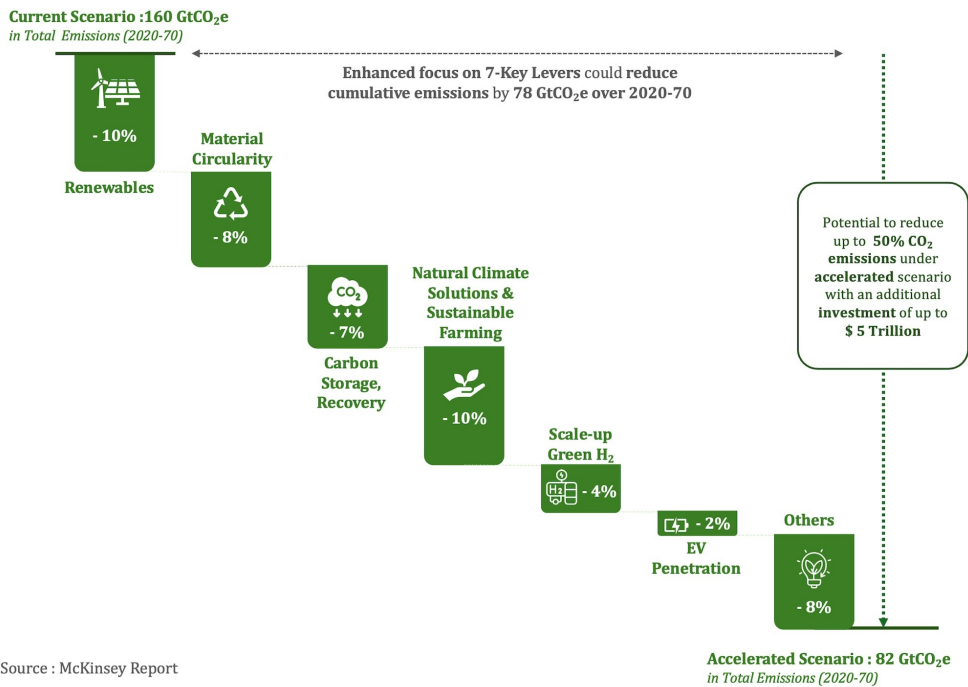 Current Scenario :160 GtCO₂e
in Total Emissions (2020-70)
Enhanced focus on 7-Key Levers could reduce
cumulative emissions by 78 GtCO₂e over 2020-70
- 10%
Renewables
Material
Circularity
- 8%
CO₂
- 7%
Carbon
Storage,
Recovery
Natural Climate
Solutions &
Sustainable
Farming
- 10%
Scale-up
Green H₂
H₂
- 4%
- 2%
EV
Penetration
Others
- 8%
Potential to reduce
up to 50% CO₂
emissions under
accelerated scenario
with an additional
investment of up to
$ 5 Trillion
Accelerated Scenario : 82 GtCO₂e
in Total Emissions (2020-70)
Source : McKinsey Report